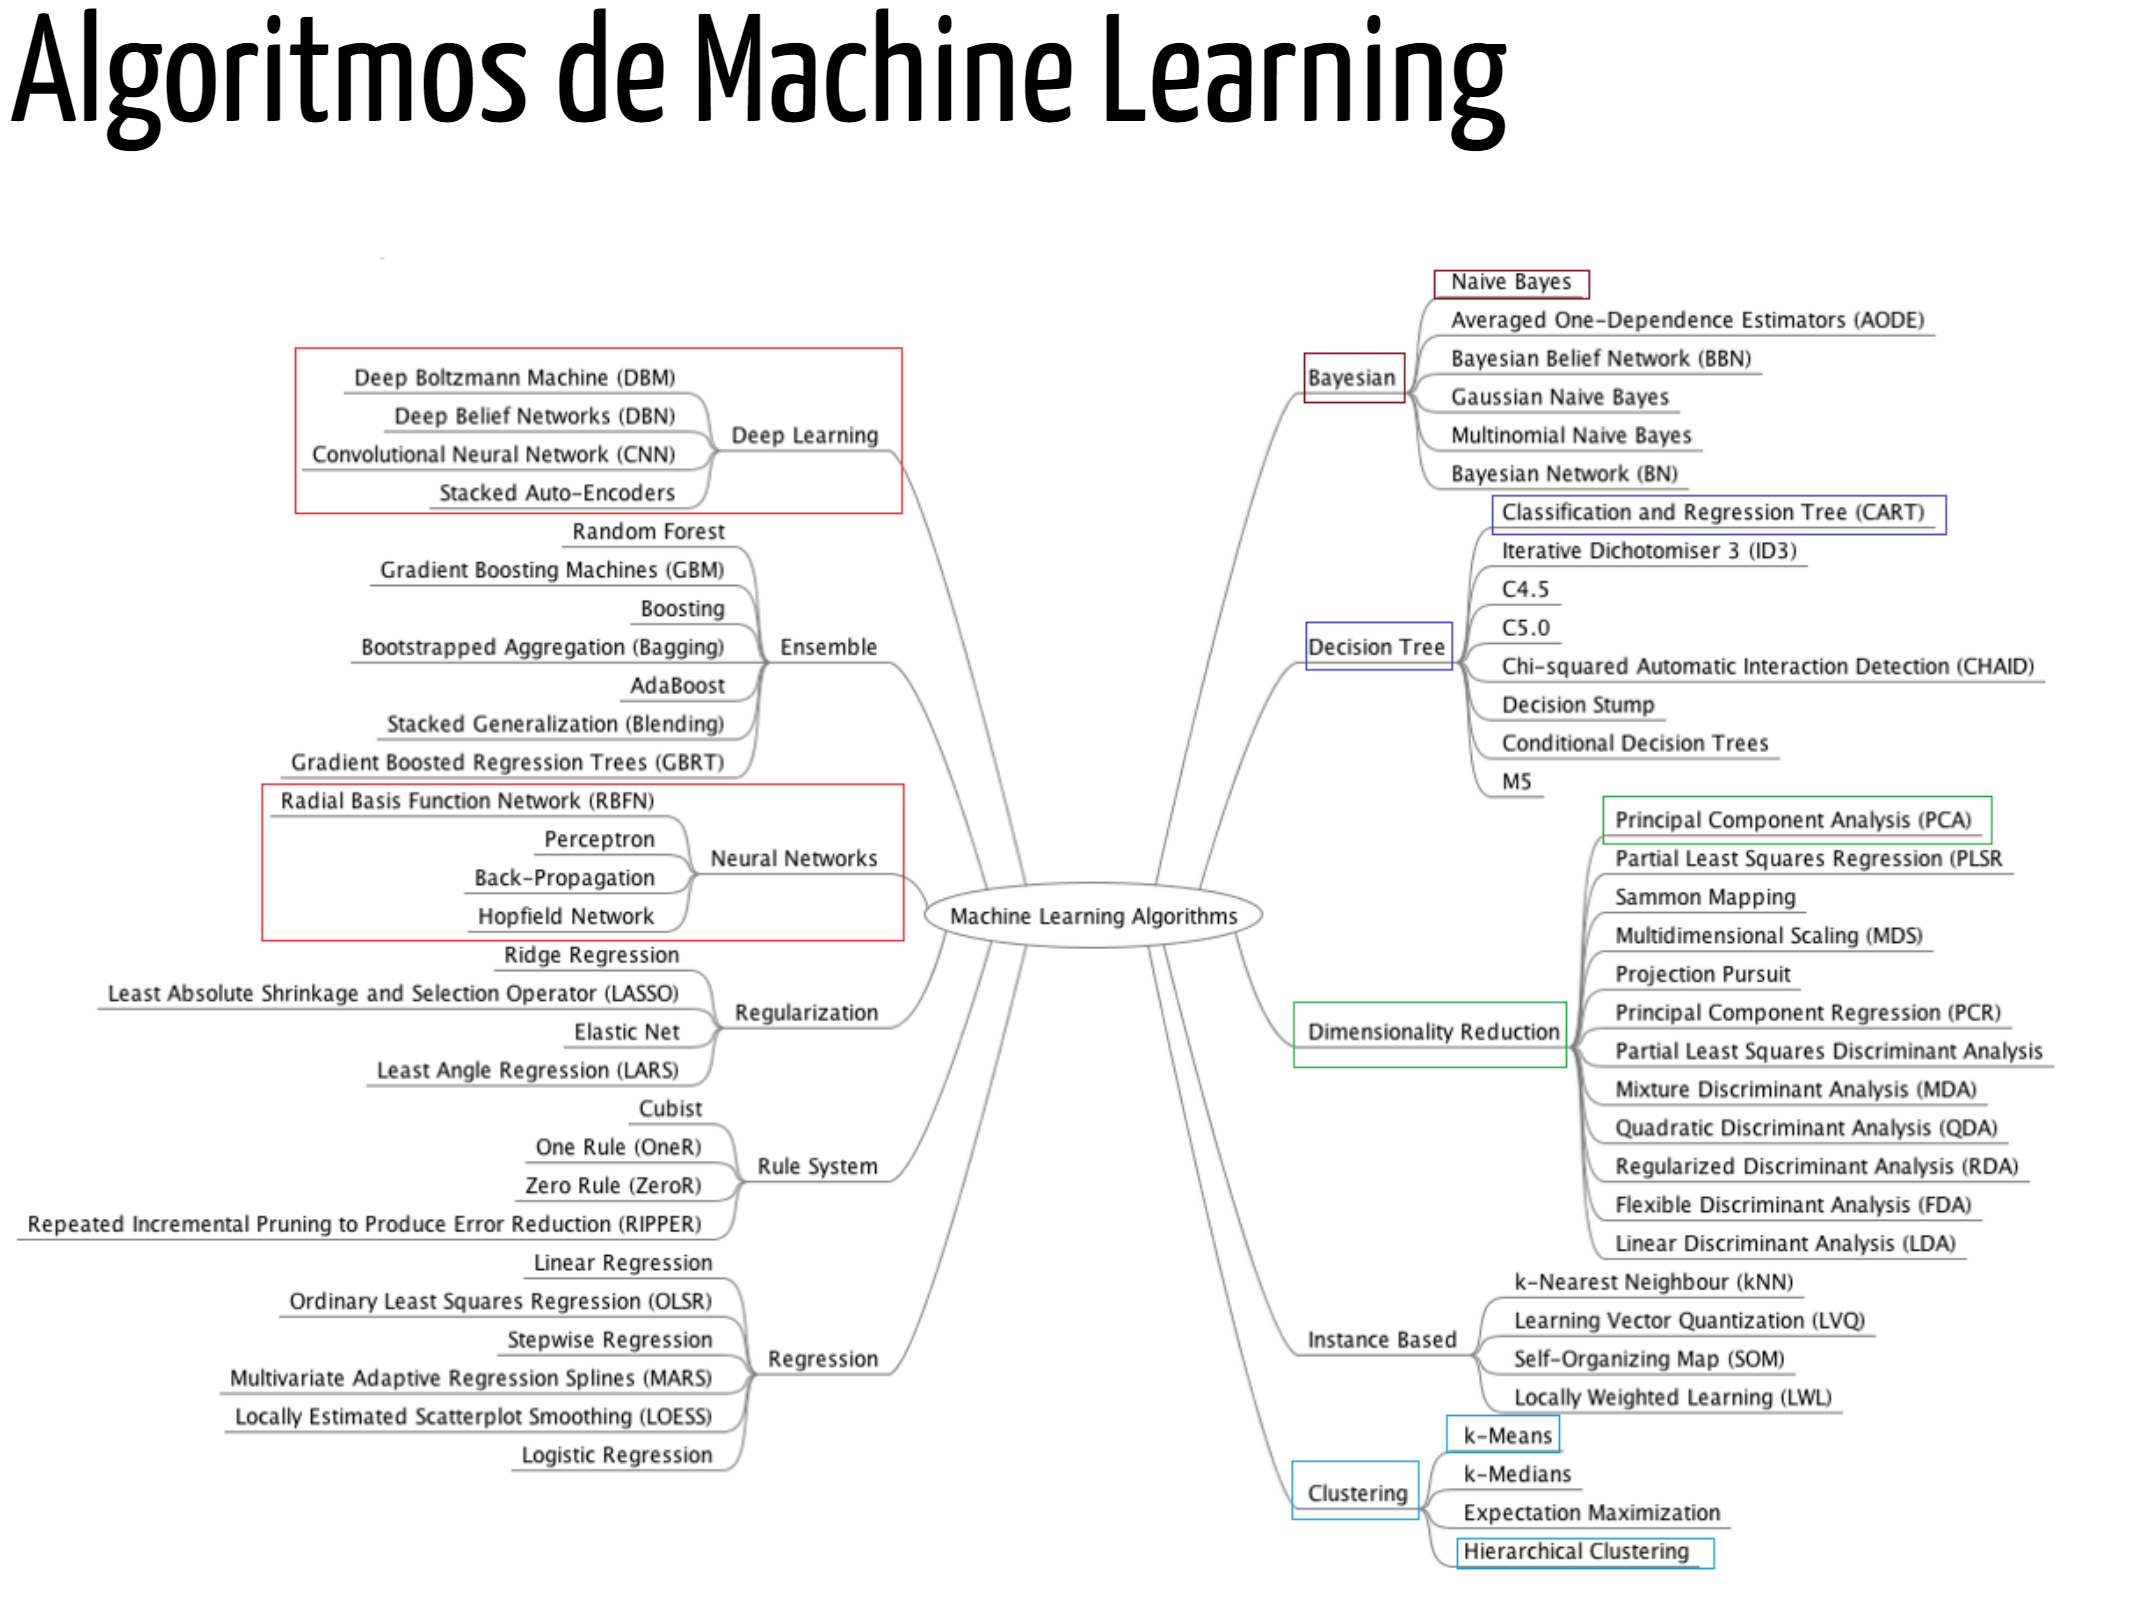 Algoritmos de Machine Learning
Deep Boltzmann Machine (DBM)
Deep Belief Networks (DBN)
Convolutional Neural Network (CNN)
Stacked Auto-Encoders
Deep Learning
Random Forest
Gradient Boosting Machines (GBM)
Boosting
Bootstrapped Aggregation (Bagging)
AdaBoost
Stacked Generalization (Blending)
Gradient Boosted Regression Trees (GBRT)
Ensemble
Radial Basis Function Network (RBFN)
Perceptron
Back-Propagation
Hopfield Network
Neural Networks
Ridge Regression
Least Absolute Shrinkage and Selection Operator (LASSO)
Elastic Net
Least Angle Regression (LARS)
Regularization
Cubist
One Rule (OneR)
Zero Rule (ZeroR)
Repeated Incremental Pruning to Produce Error Reduction (RIPPER)
Rule System
Linear Regression
Ordinary Least Squares Regression (OLSR)
Stepwise Regression
Multivariate Adaptive Regression Splines (MARS)
Locally Estimated Scatterplot Smoothing (LOESS)
Logistic Regression
Regression
Machine Learning Algorithms
Bayesian
Naive Bayes
Averaged One-Dependence Estimators (AODE)
Bayesian Belief Network (BBN)
Gaussian Naive Bayes
Multinomial Naive Bayes
Bayesian Network (BN)
Decision Tree
Classification and Regression Tree (CART)
Iterative Dichotomiser 3 (ID3)
C4.5
C5.0
Chi-squared Automatic Interaction Detection (CHAID)
Decision Stump
Conditional Decision Trees
M5
Dimensionality Reduction
Principal Component Analysis (PCA)
Partial Least Squares Regression (PLSR
Sammon Mapping
Multidimensional Scaling (MDS)
Projection Pursuit
Principal Component Regression (PCR)
Partial Least Squares Discriminant Analysis
Mixture Discriminant Analysis (MDA)
Quadratic Discriminant Analysis (QDA)
Regularized Discriminant Analysis (RDA)
Flexible Discriminant Analysis (FDA)
Linear Discriminant Analysis (LDA)
Instance Based
k-Nearest Neighbour (kNN)
Learning Vector Quantization (LVQ)
Self-Organizing Map (SOM)
Locally Weighted Learning (LWL)
Clustering
k-Means
k-Medians
Expectation Maximization
Hierarchical Clustering